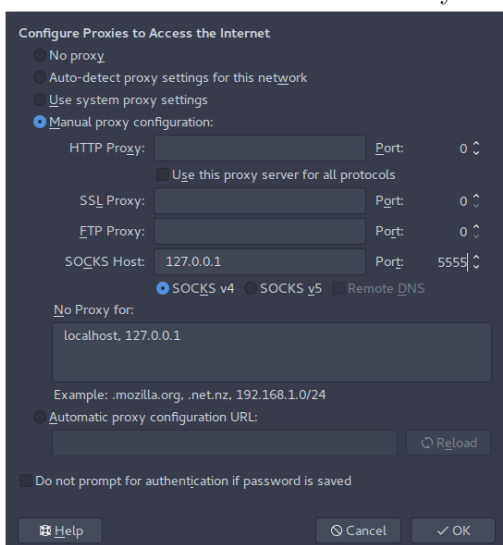 Configure Proxies to Access the Internet
No proxy
Auto-detect proxy settings for this network
Use system proxy settings
Manual proxy configuration:
HTTP Proxy: Port: 0
Use this proxy server for all protocols
SSL Proxy: Port: 0
FTP Proxy: Port: 0
SOCKS Host: 127.0.0.1 Port: 5555
SOCKS v4 SOCKS v5 Remote DNS
No Proxy for:
localhost, 127.0.0.1
Example: .mozilla.org, .net.nz, 192.168.1.0/24
Automatic proxy configuration URL:
Reload
Do not prompt for authentication if password is saved
Help Cancel OK